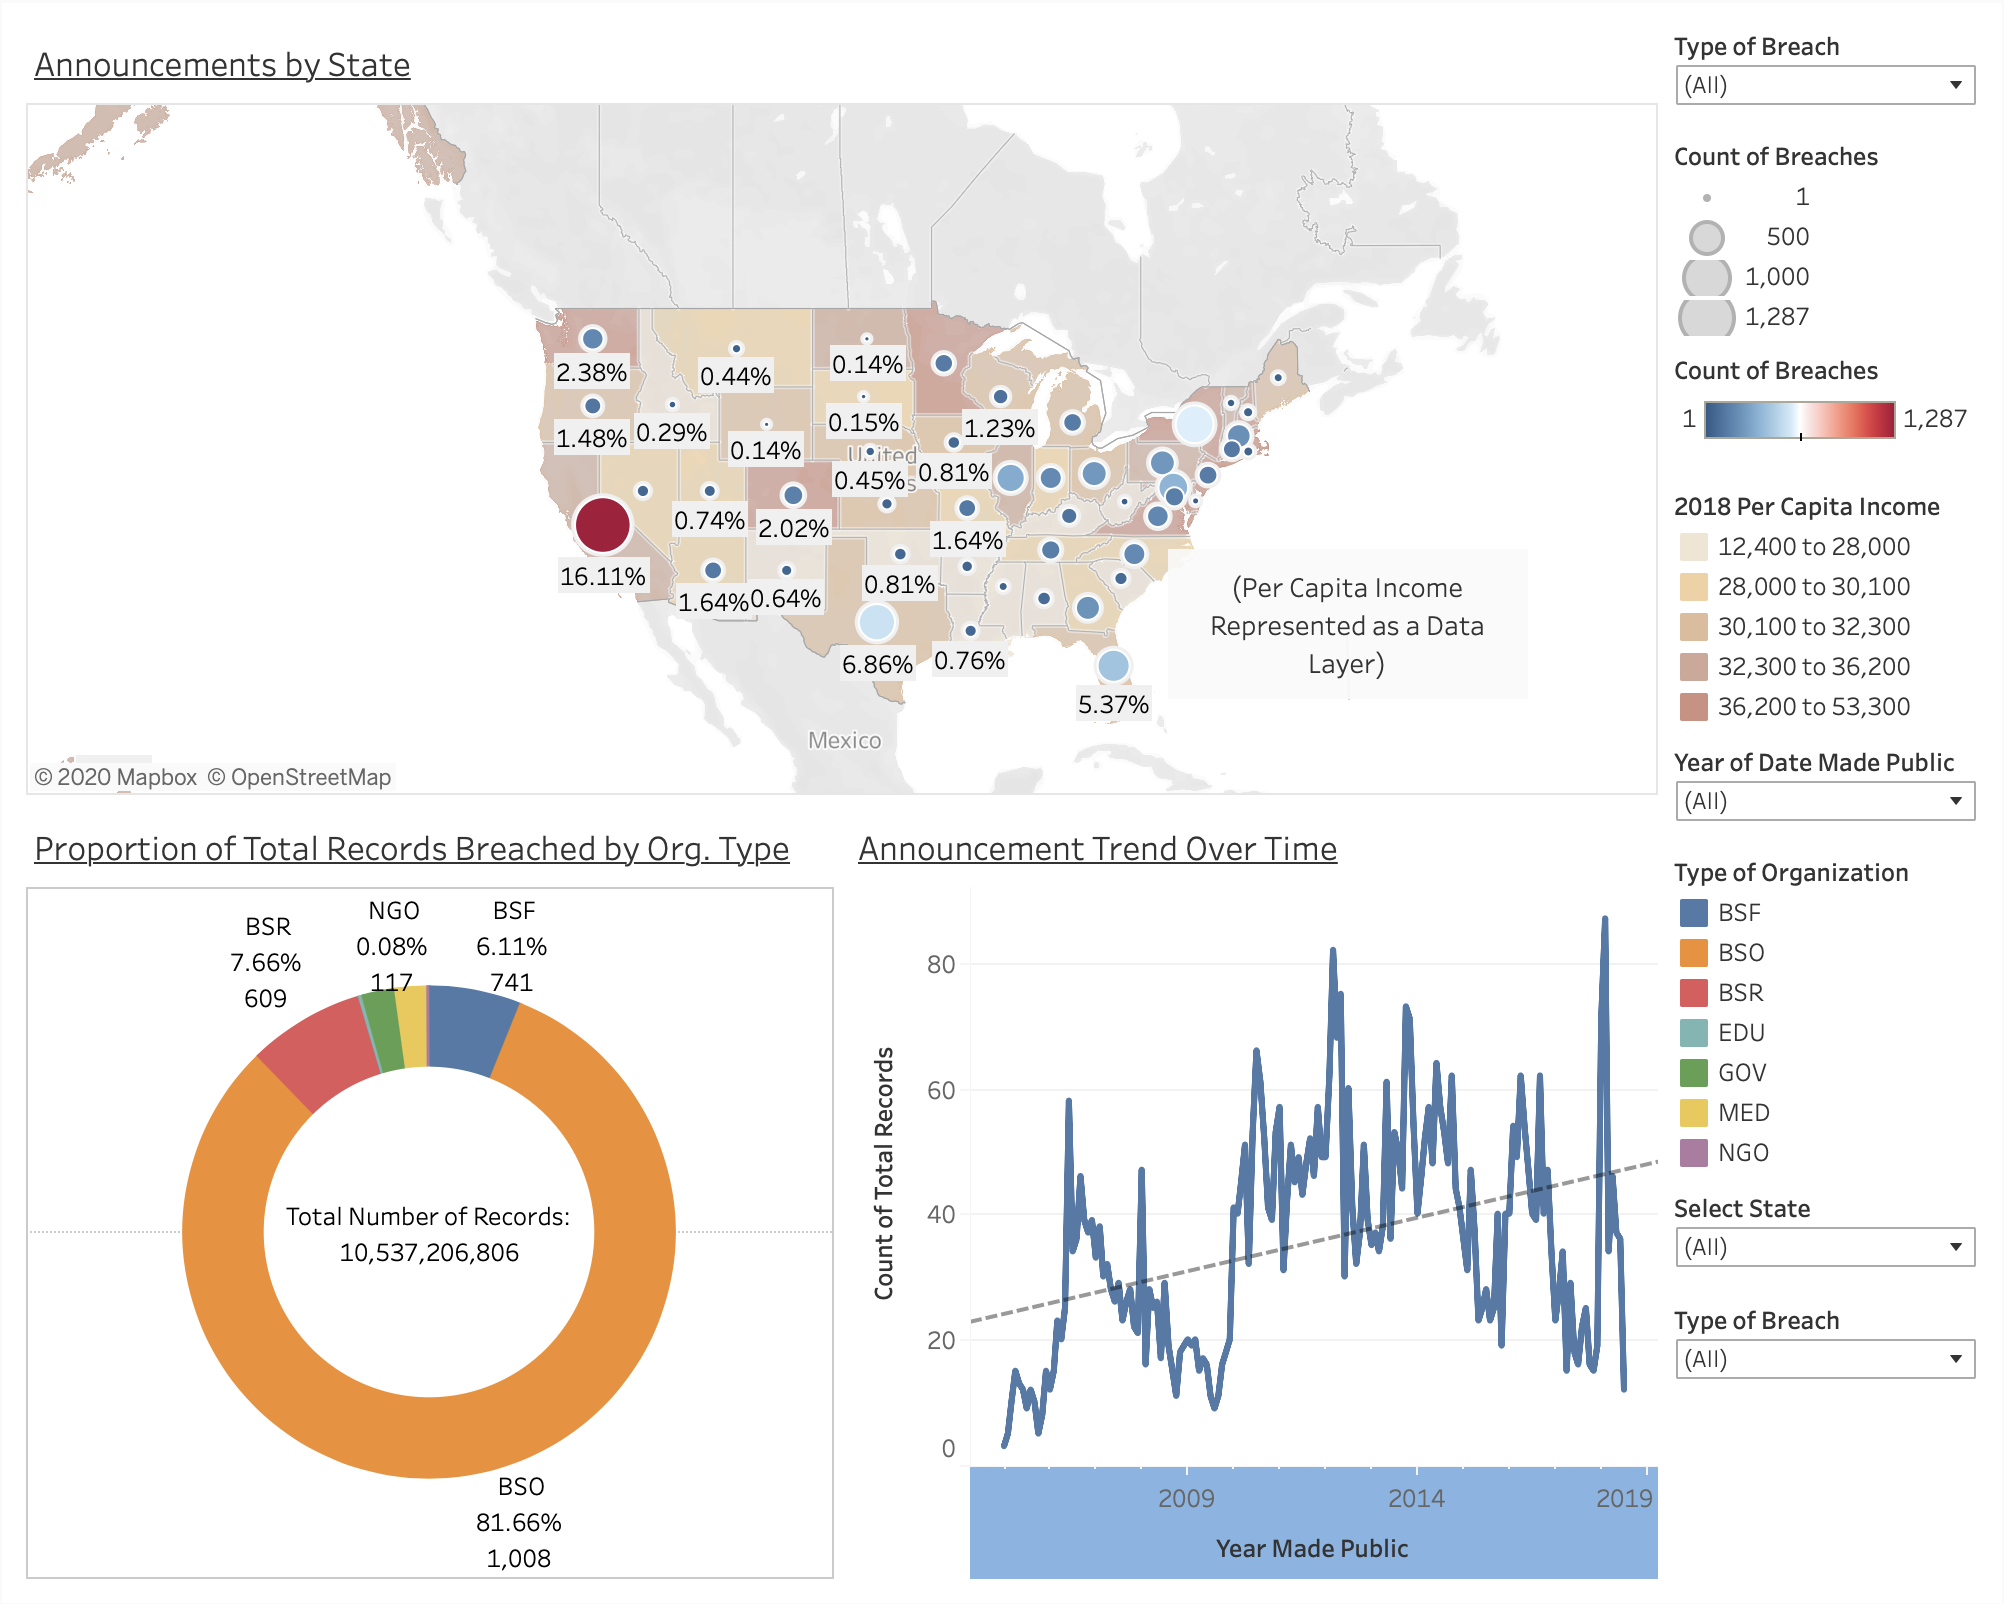 Announcements by State
2.38%
0.44%
0.14%
1.48%
0.29%
0.14%
0.15%
1.23%
United
0.45%
0.81%
0.74%
2.02%
1.64%
16.11%
1.64%
0.64%
0.81%
6.86%
0.76%
5.37%
(Per Capita Income
Represented as a Data
Layer)
Mexico
© 2020 Mapbox © OpenStreetMap
Type of Breach
(All)
Count of Breaches
1
500
1,000
1,287
Count of Breaches
1 1,287
2018 Per Capita Income
12,400 to 28,000
28,000 to 30,100
30,100 to 32,300
32,300 to 36,200
36,200 to 53,300
Year of Date Made Public
(All)
Type of Organization
BSF
BSO
BSR
EDU
GOV
MED
NGO
Select State
(All)
Type of Breach
(All)
Proportion of Total Records Breached by Org. Type
BSR
7.66%
609
NGO
0.08%
117
BSF
6.11%
741
Total Number of Records:
10,537,206,806
BSO
81.66%
1,008
Announcement Trend Over Time
Count of Total Records
80
60
40
20
0
2009
2014
2019
Year Made Public